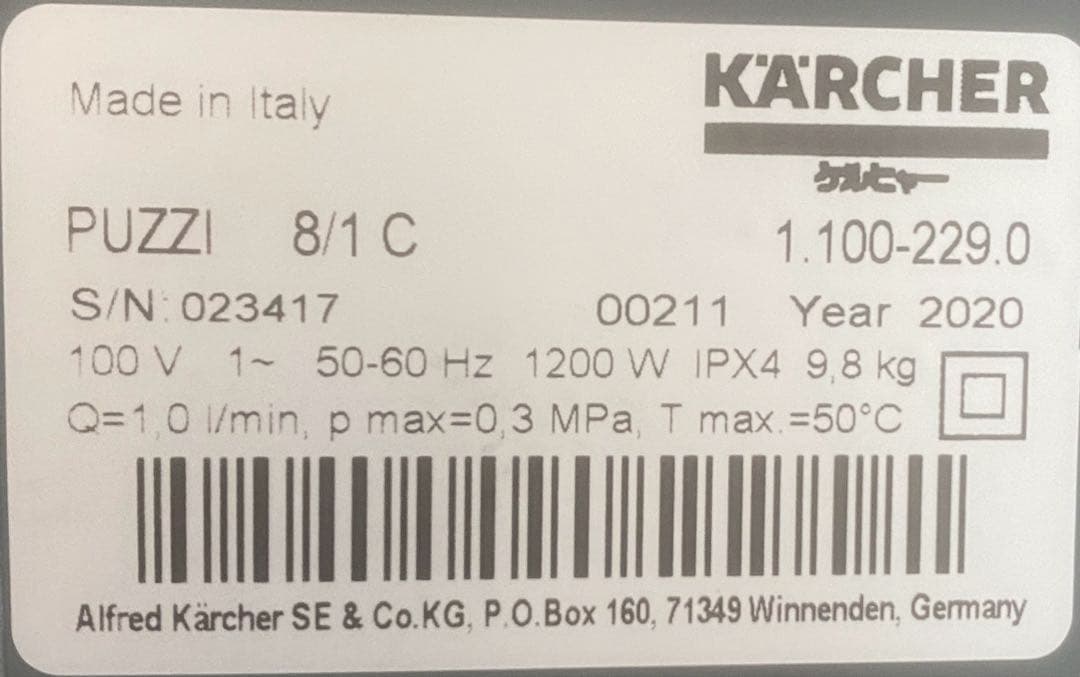 Made in Italy
KÄRCHER
ケルヒャー
PUZZI 8/1 C 1.100-229.0
S/N: 023417 00211 Year 2020
100 V 1~ 50-60 Hz 1200 W IPX4 9,8 kg
Q=1,0 l/min, p max=0,3 MPa, T max.=50°C
Alfred Kärcher SE & Co.KG, P.O.Box 160, 71349 Winnenden, Germany